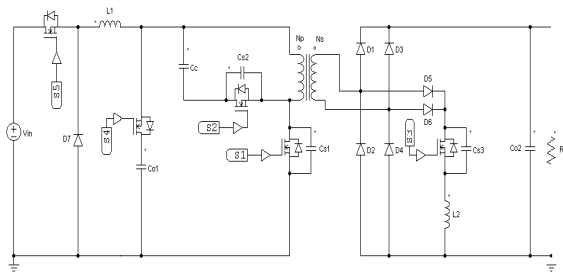 L1
S5
Np
Ns
D1
D3
Cs2
Cc
D5
D6
S4
S2
S3
Vin
D7
S1
Cs1
D2
D4
Cs3
Co2
R
Co1
L2